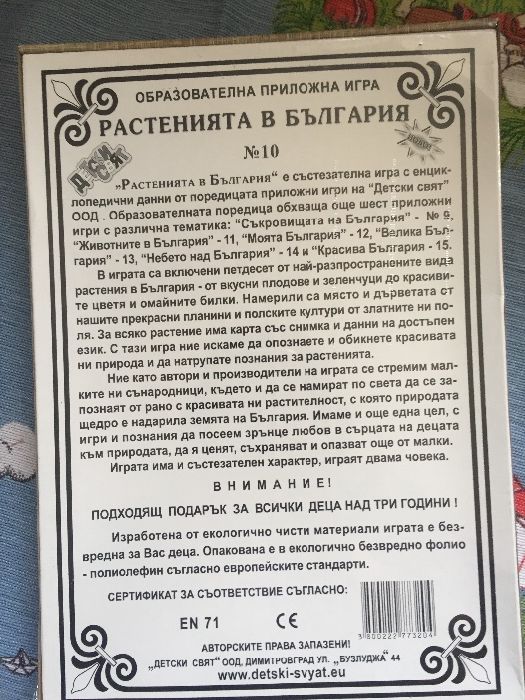 ОБРАЗОВАТЕЛНА ПРИЛОЖНА ИГРА
РАСТЕНИЯТА В БЪЛГАРИЯ
ДЕТСКИ СВЯТ
НОВО!
№10
„РАСТЕНИЯТА В БЪЛГАРИЯ“ е състезателна игра с енцик-
лопедични данни от поредицата приложни игри на “Детски свят”
ООД . Образователната поредица обхваща още шест приложни
игри с различна тематика: “Съкровищата на България” - № 9,
“Животните в България” - 11, “Моята България” - 12, “Велика Бъл-
гария” - 13, “Небето над България” - 14 и “Красива България - 15.
В играта са включени петдесет от най-разпространените вида
растения в България - от вкусни плодове и зеленчуци до красиви-
те цветя и омайните билки. Намерили са място и дърветата от
нашите прекрасни планини и полските култури от златните ни по-
ля. За всяко растение има карта със снимка и данни на достъпен
език. С тази игра ние искаме да опознаете и обикнете красивата
ни природа и да натрупате познания за растенията.
Ние като автори и производители на играта се стремим мал-
ките ни сънародници, където и да се намират по света да се за-
познаят от рано с красивата ни растителност, с която природата
щедро е надарила земята на България. Имаме и още една цел, с
игри и познания да посеем зрънце любов в сърцата на децата
към природата, да я ценят, съхраняват и опазват още от малки.
Играта има и състезателен характер, играят двама човека.
ВНИМАНИЕ!
ПОДХОДЯЩ ПОДАРЪК ЗА ВСИЧКИ ДЕЦА НАД ТРИ ГОДИНИ !
Изработена от екологично чисти материали играта е без-
вредна за Вас деца. Опакована е в екологично безвредно фолио
- полиолефин съгласно европейските стандарти.
СЕРТИФИКАТ ЗА СЪОТВЕТСТВИЕ СЪГЛАСНО:
EN 71 CE
3800222773204
АВТОРСКИТЕ ПРАВА ЗАПАЗЕНИ!
„ДЕТСКИ СВЯТ” ООД, ДИМИТРОВГРАД УЛ. „БУЗЛУДЖА” 44
www.detski-svyat.eu